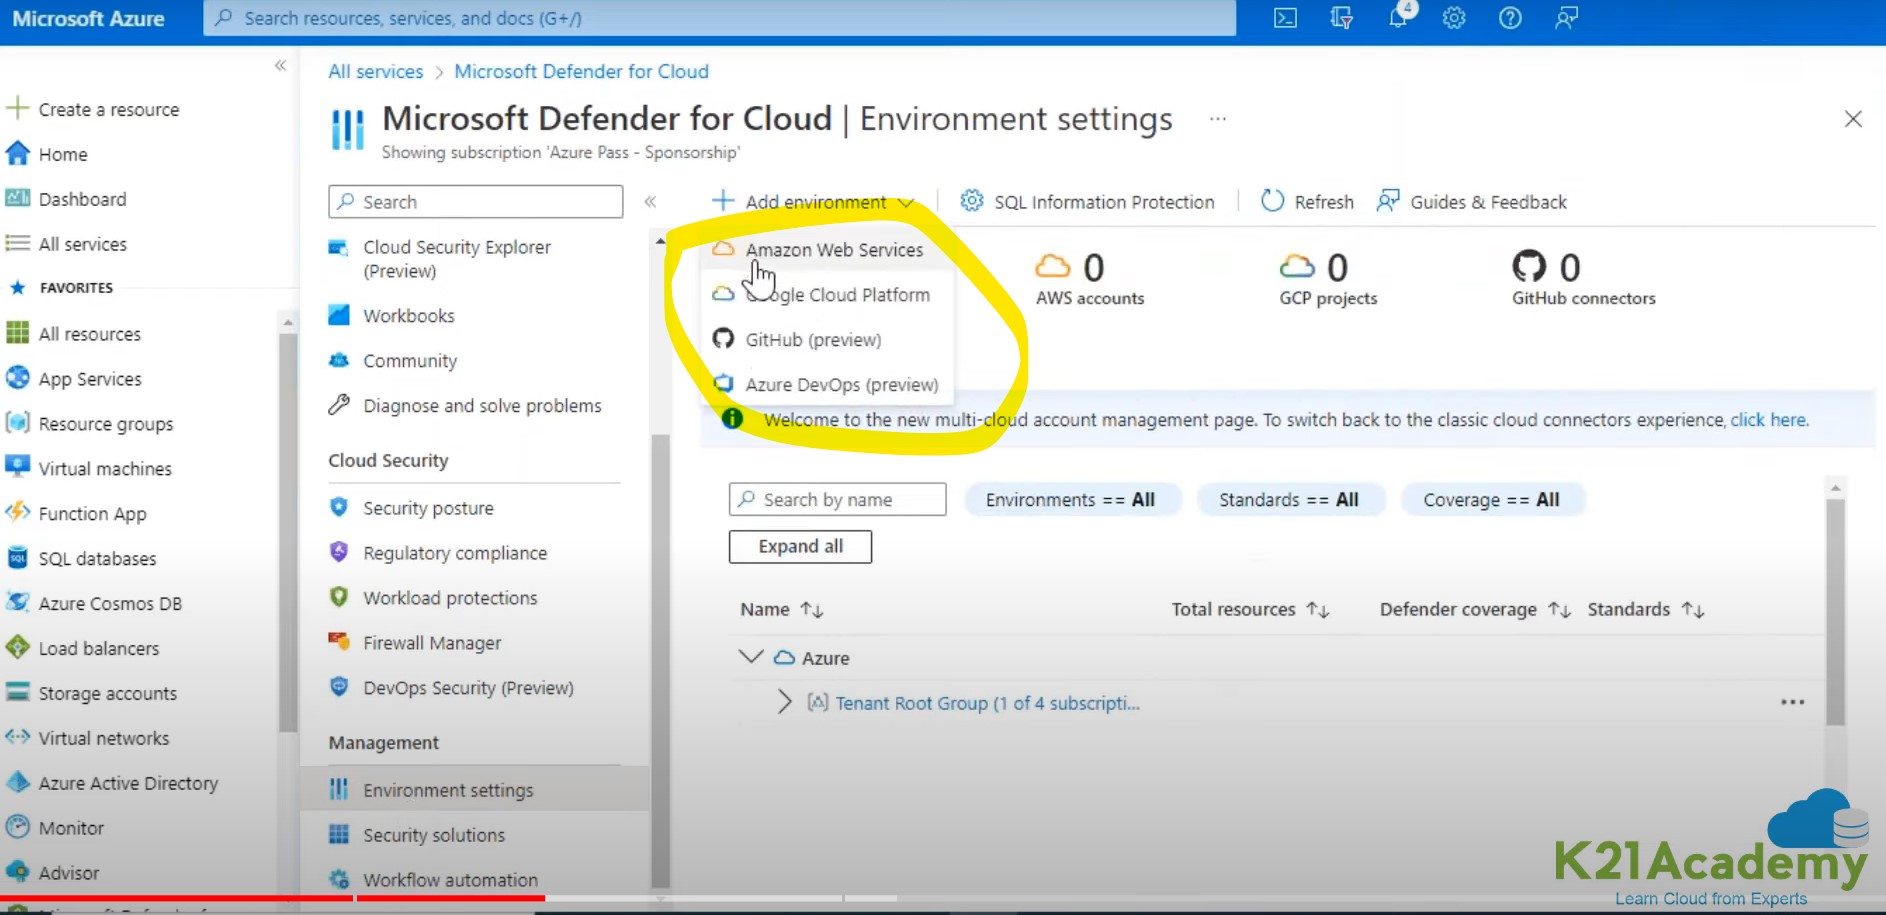 Microsoft Azure
Search resources, services, and docs (G+/)
4
Create a resource
Home
Dashboard
All services
FAVORITES
All resources
App Services
Resource groups
Virtual machines
Function App
SQL databases
Azure Cosmos DB
Load balancers
Storage accounts
Virtual networks
Azure Active Directory
Monitor
Advisor
All services > Microsoft Defender for Cloud
Microsoft Defender for Cloud | Environment settings ...
Showing subscription 'Azure Pass - Sponsorship'
Search
Cloud Security Explorer
(Preview)
Workbooks
Community
Diagnose and solve problems
Cloud Security
Security posture
Regulatory compliance
Workload protections
Firewall Manager
DevOps Security (Preview)
Management
Environment settings
Security solutions
Workflow automation
Add environment
SQL Information Protection
Refresh
Guides & Feedback
Amazon Web Services
Google Cloud Platform
GitHub (preview)
Azure DevOps (preview)
0
AWS accounts
0
GCP projects
0
GitHub connectors
Welcome to the new multi-cloud account management page. To switch back to the classic cloud connectors experience, click here.
Search by name
Environments == All
Standards == All
Coverage == All
Expand all
Name
Total resources
Defender coverage
Standards
Azure
Tenant Root Group (1 of 4 subscripti...
K21Academy
Learn Cloud from Experts